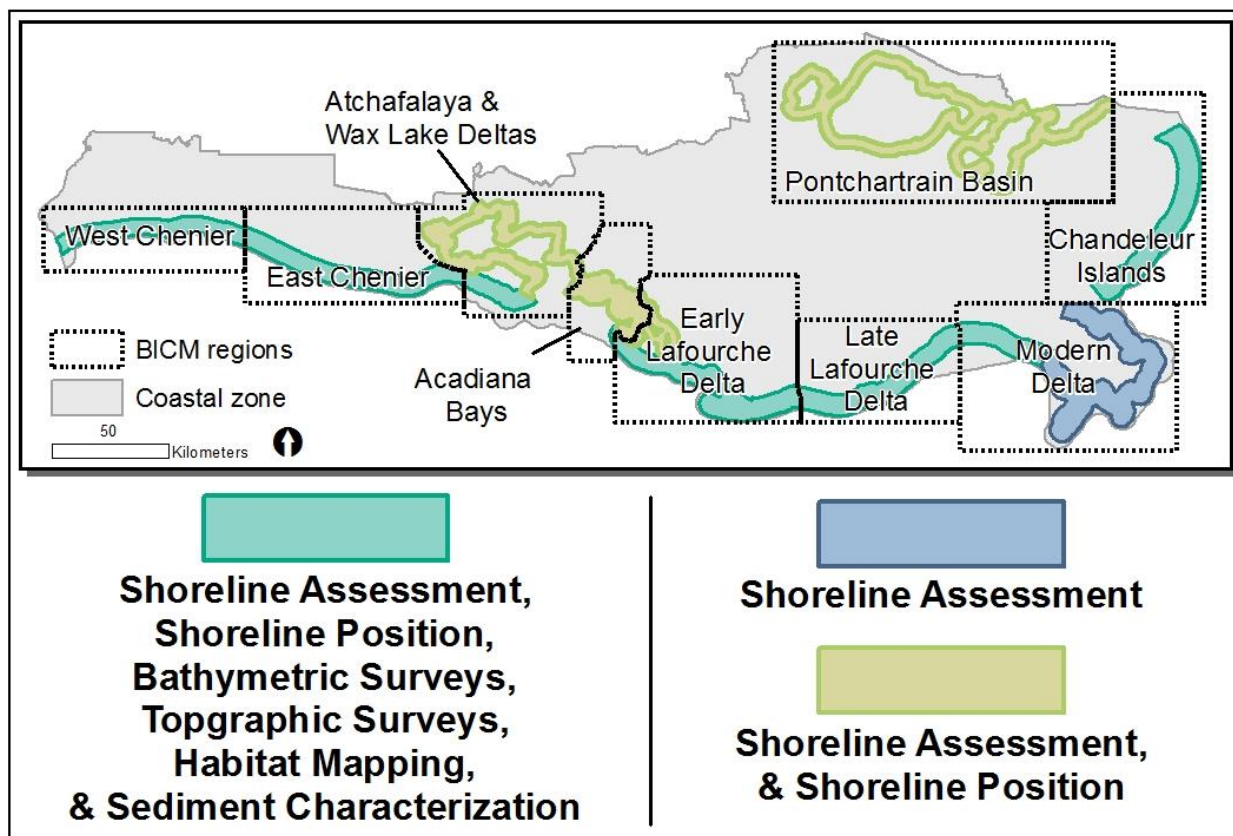 Atchafalaya &
Wax Lake Deltas
Pontchartrain Basin
West Chenier
East Chenier
Chandeleur
Islands
Early
Lafourche
Delta
Late
Lafourche
Delta
Modern
Delta
Acadiana
Bays
BICM regions
Coastal zone
50
Kilometers
Shoreline Assessment,
Shoreline Position,
Bathymetric Surveys,
Topgraphic Surveys,
Habitat Mapping,
& Sediment Characterization
Shoreline Assessment
Shoreline Assessment,
& Shoreline Position